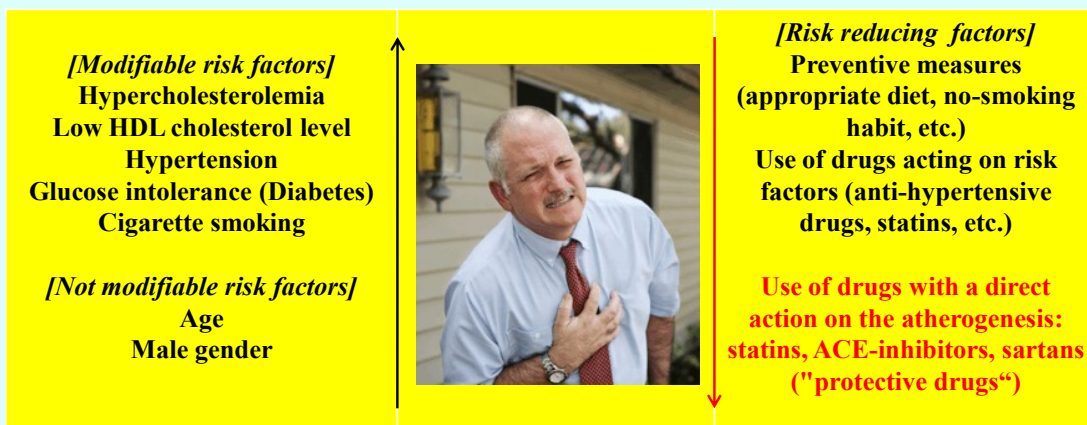 [Modifiable risk factors]
Hypercholesterolemia
Low HDL cholesterol level
Hypertension
Glucose intolerance (Diabetes)
Cigarette smoking
[Not modifiable risk factors]
Age
Male gender
[Risk reducing factors]
Preventive measures
(appropriate diet, no-smoking
habit, etc.)
Use of drugs acting on risk
factors (anti-hypertensive
drugs, statins, etc.)
Use of drugs with a direct
action on the atherogenesis:
statins, ACE-inhibitors, sartans
("protective drugs“)